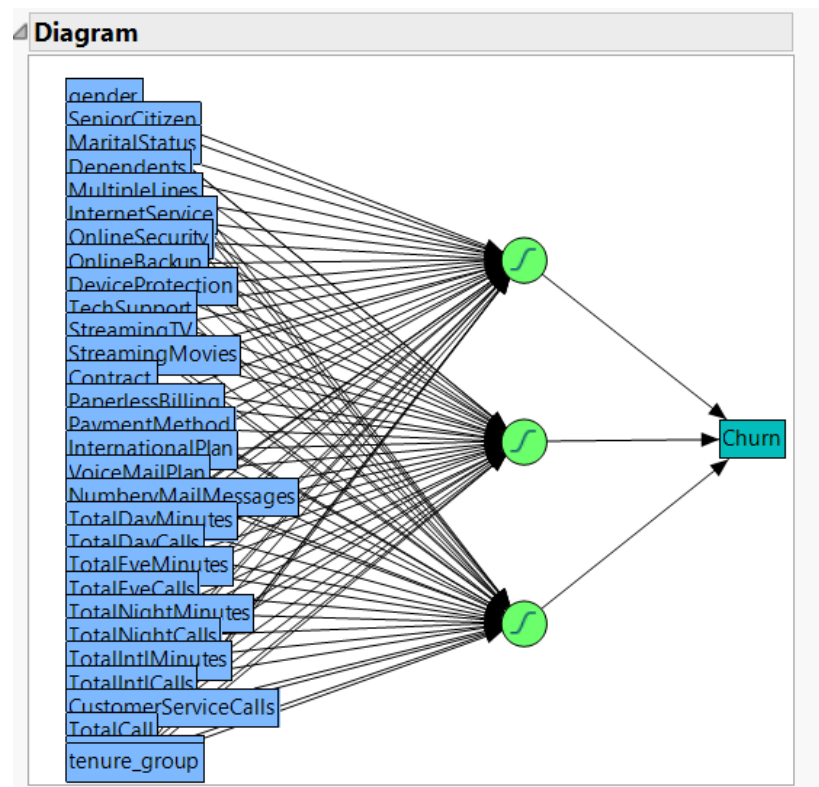 Diagram
gender
SeniorCitizen
MaritalStatus
Dependents
MultipleLines
InternetService
OnlineSecurity
OnlineBackup
DeviceProtection
TechSupport
StreamingTV
StreamingMovies
Contract
PaperlessBilling
PaymentMethod
InternationalPlan
VoiceMailPlan
NumbervMailMessages
TotalDayMinutes
TotalDayCalls
TotalEveMinutes
TotalEveCalls
TotalNightMinutes
TotalNightCalls
TotalIntlMinutes
TotalIntlCalls
CustomerServiceCalls
TotalCall
tenure_group
Churn